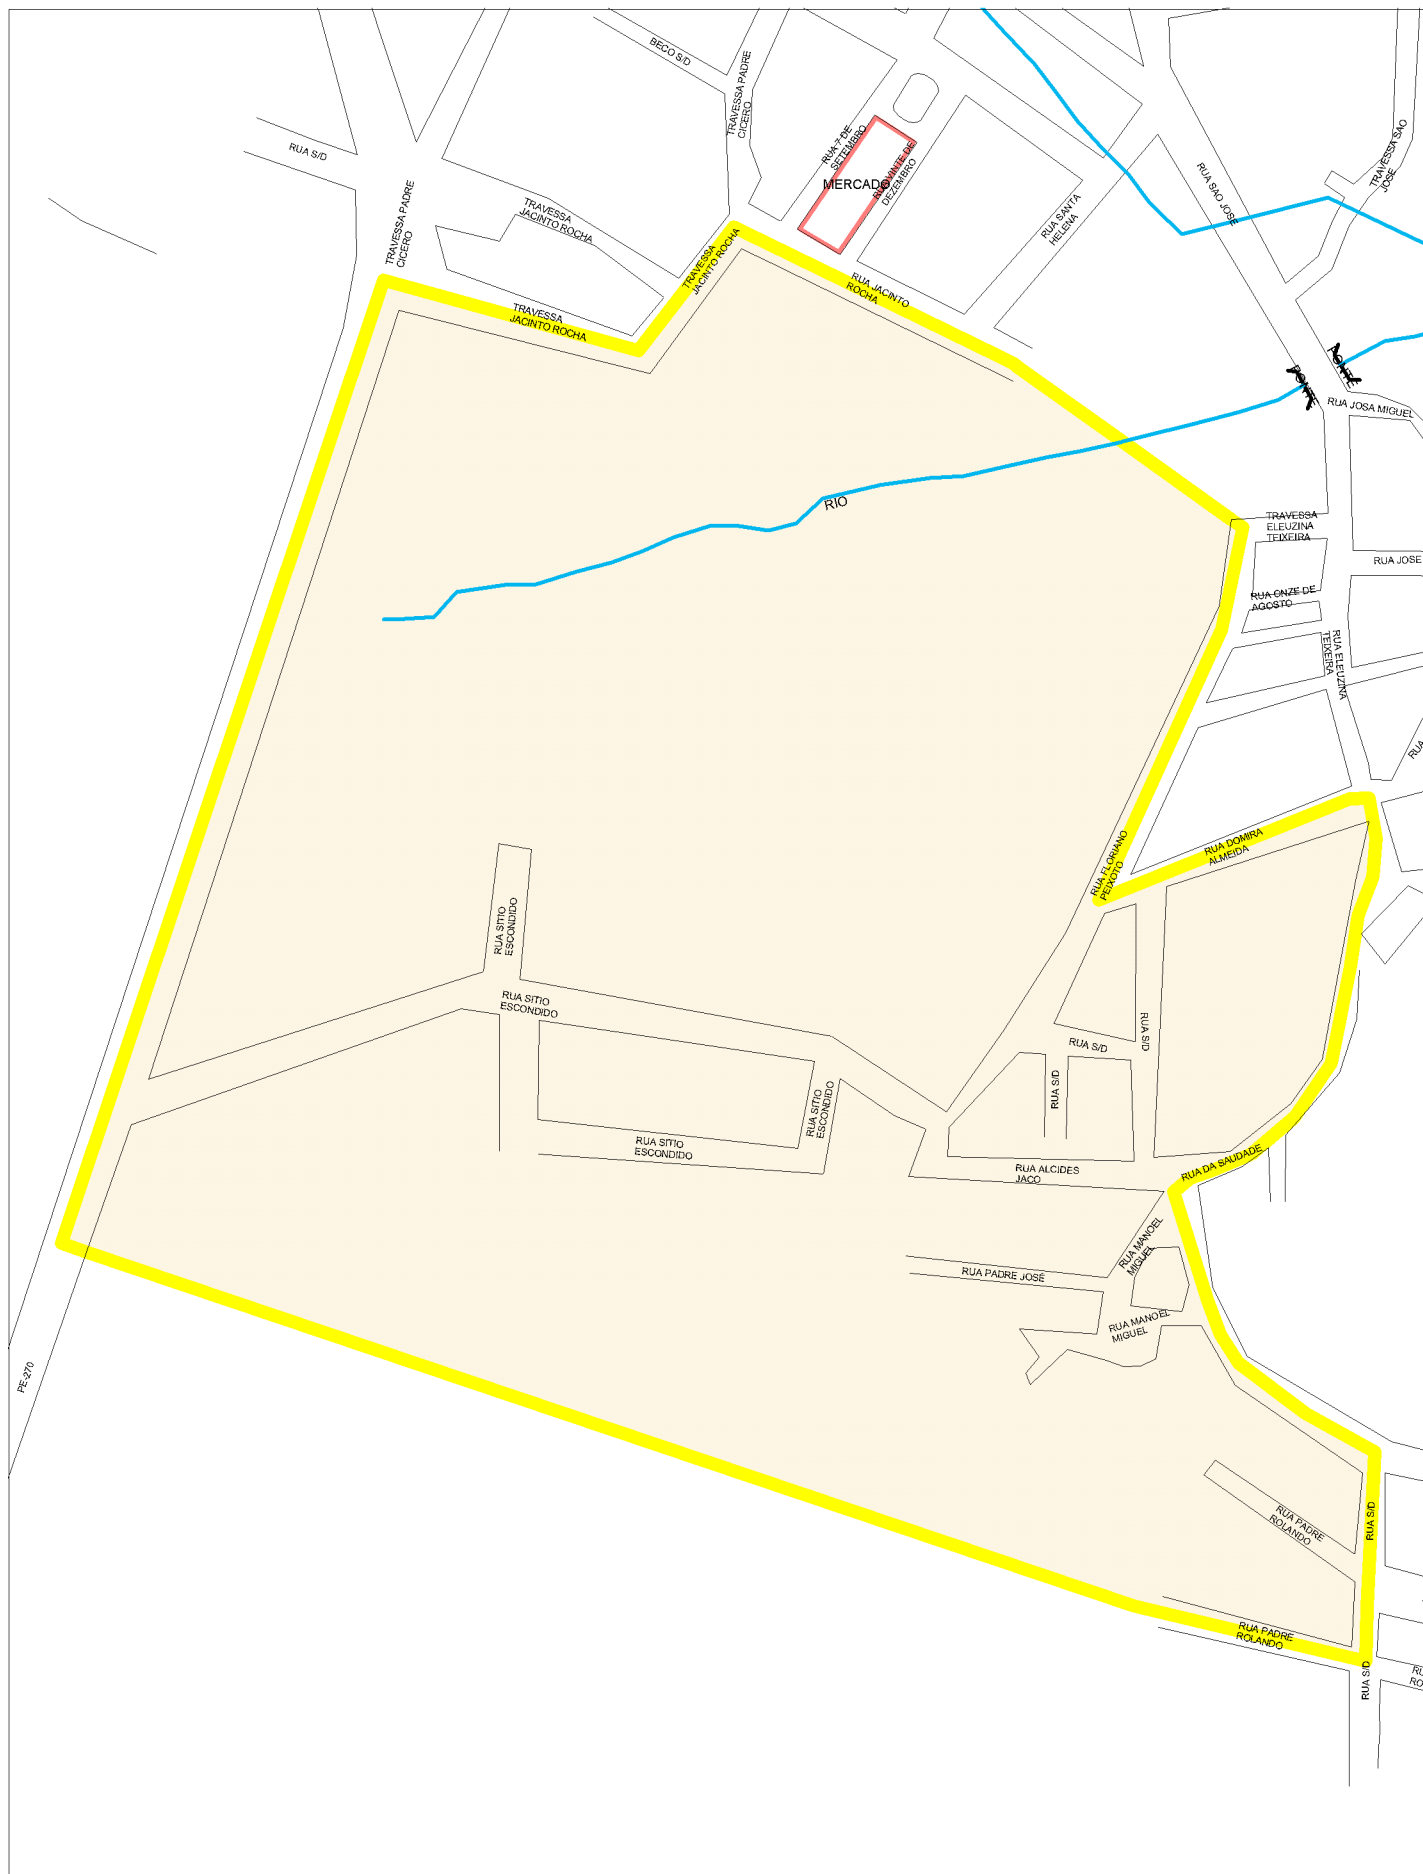 BECO S/D
TRAVESSA PADRE
CICERO
RUA 7 DE
SETEMBRO
MERCADO
DEZEMBRO
RUA S/D
TRAVESSA PADRE
CICERO
TRAVESSA
JACINTO ROCHA
TRAVESSA
JACINTO ROCHA
TRAVESSA
JACINTO ROCHA
RUA JACINTO
ROCHA
RUA SANTA
HELENA
RUA SAO JOSE
TRAVESSA SAO
JOSE
PONTE
PONTE
RUA JOSA MIGUEL
RIO
TRAVESSA
ELEUZINA
TEIXEIRA
RUA JOSE
RUA ONZE DE
AGOSTO
RUA ELEUZINA
TEIXEIRA
RUA
RUA DOMIRA
ALMEIDA
RUA FLORIANO
PEIXOTO
RUA SITIO
ESCONDIDO
RUA SITIO
ESCONDIDO
RUA S/D
RUA S/D
RUA S/D
RUA SITIO
ESCONDIDO
RUA SITIO
ESCONDIDO
RUA ALCIDES
JACO
RUA DA SAUDADE
RUA MANOEL
MIGUEL
RUA PADRE JOSÉ
RUA MANOEL
MIGUEL
PE-270
RUA PADRE
ROLANDO
RUA S/D
RUA PADRE
ROLANDO
RUA S/D
RU
RO